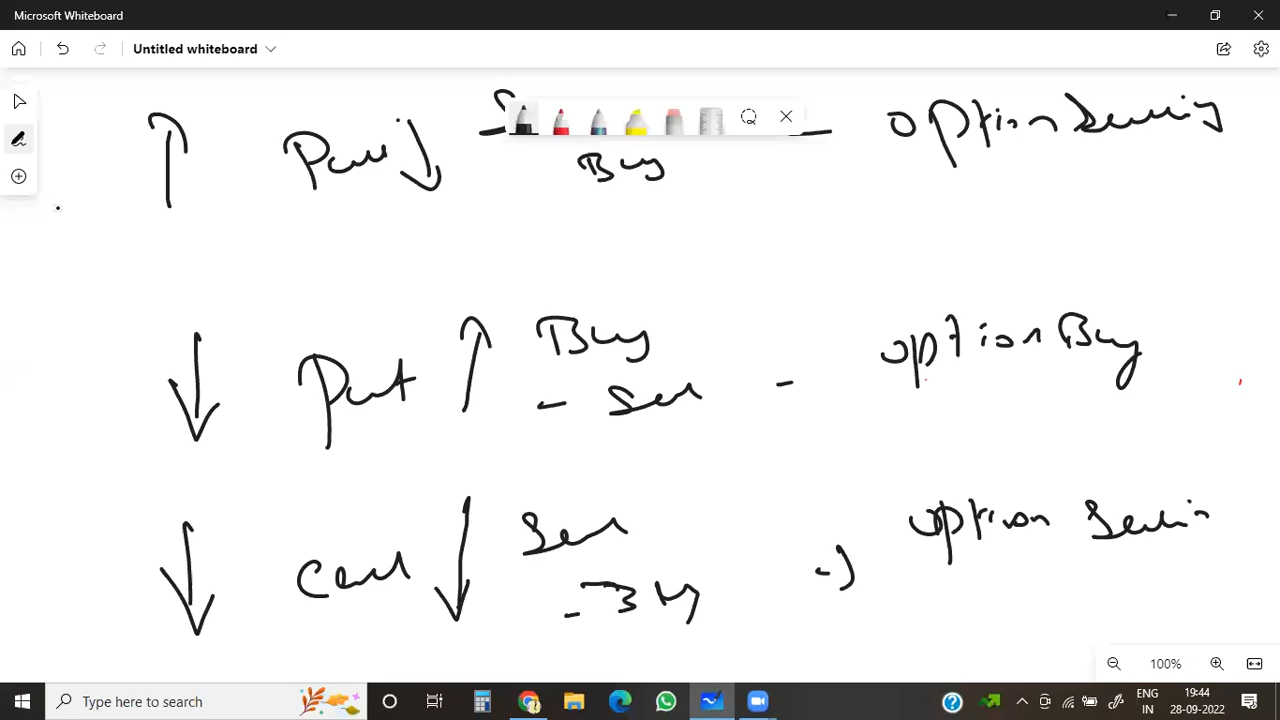 Microsoft Whiteboard
Untitled whiteboard
↑ Put ↓ Buy - option Selling
↓ Put ↑ Buy - Sell - option Buy
↓ Call ↓ Sell - Buy -> option Sellin
100%
Type here to search
ENG
IN
19:44
28-09-2022